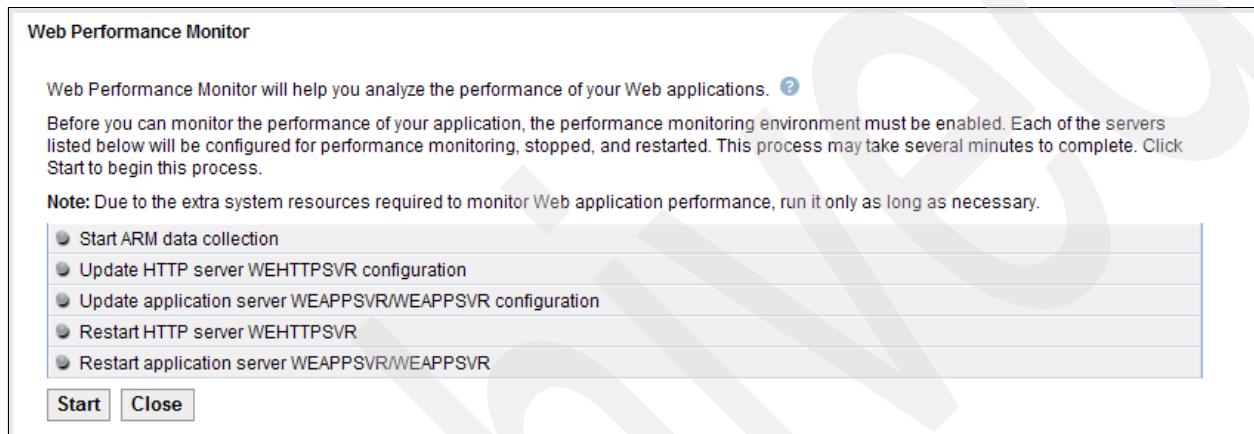 Web Performance Monitor
Web Performance Monitor will help you analyze the performance of your Web applications. ?
Before you can monitor the performance of your application, the performance monitoring environment must be enabled. Each of the servers
listed below will be configured for performance monitoring, stopped, and restarted. This process may take several minutes to complete. Click
Start to begin this process.
Note: Due to the extra system resources required to monitor Web application performance, run it only as long as necessary.
Start ARM data collection
Update HTTP server WEHTTPSVR configuration
Update application server WEAPPSVR/WEAPPSVR configuration
Restart HTTP server WEHTTPSVR
Restart application server WEAPPSVR/WEAPPSVR
Start Close